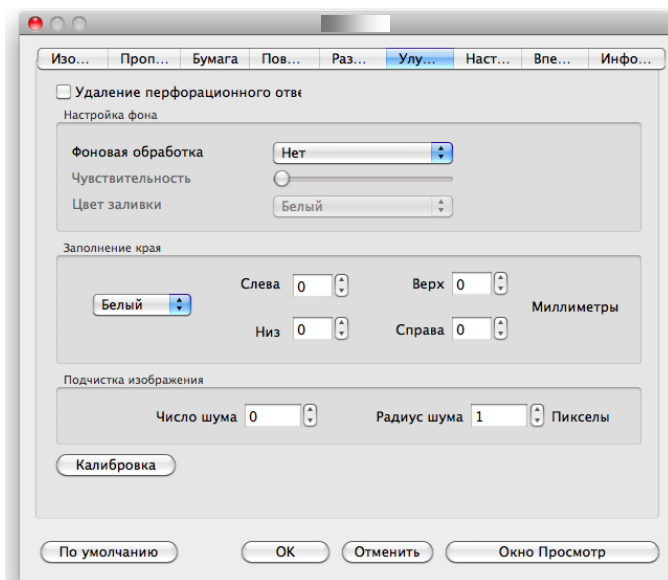 Изо... Проп... Бумага Пов... Раз... Улу... Наст... Впе... Инфо...
Удаление перфорационного отве
Настройка фона
Фоновая обработка Нет
Чувствительность
Цвет заливки Белый
Заполнение края
Слева 0 Верх 0
Белый Миллиметры
Низ 0 Справа 0
Подчистка изображения
Число шума 0 Радиус шума 1 Пикселы
Калибровка
По умолчанию OK Отменить Окно Просмотр